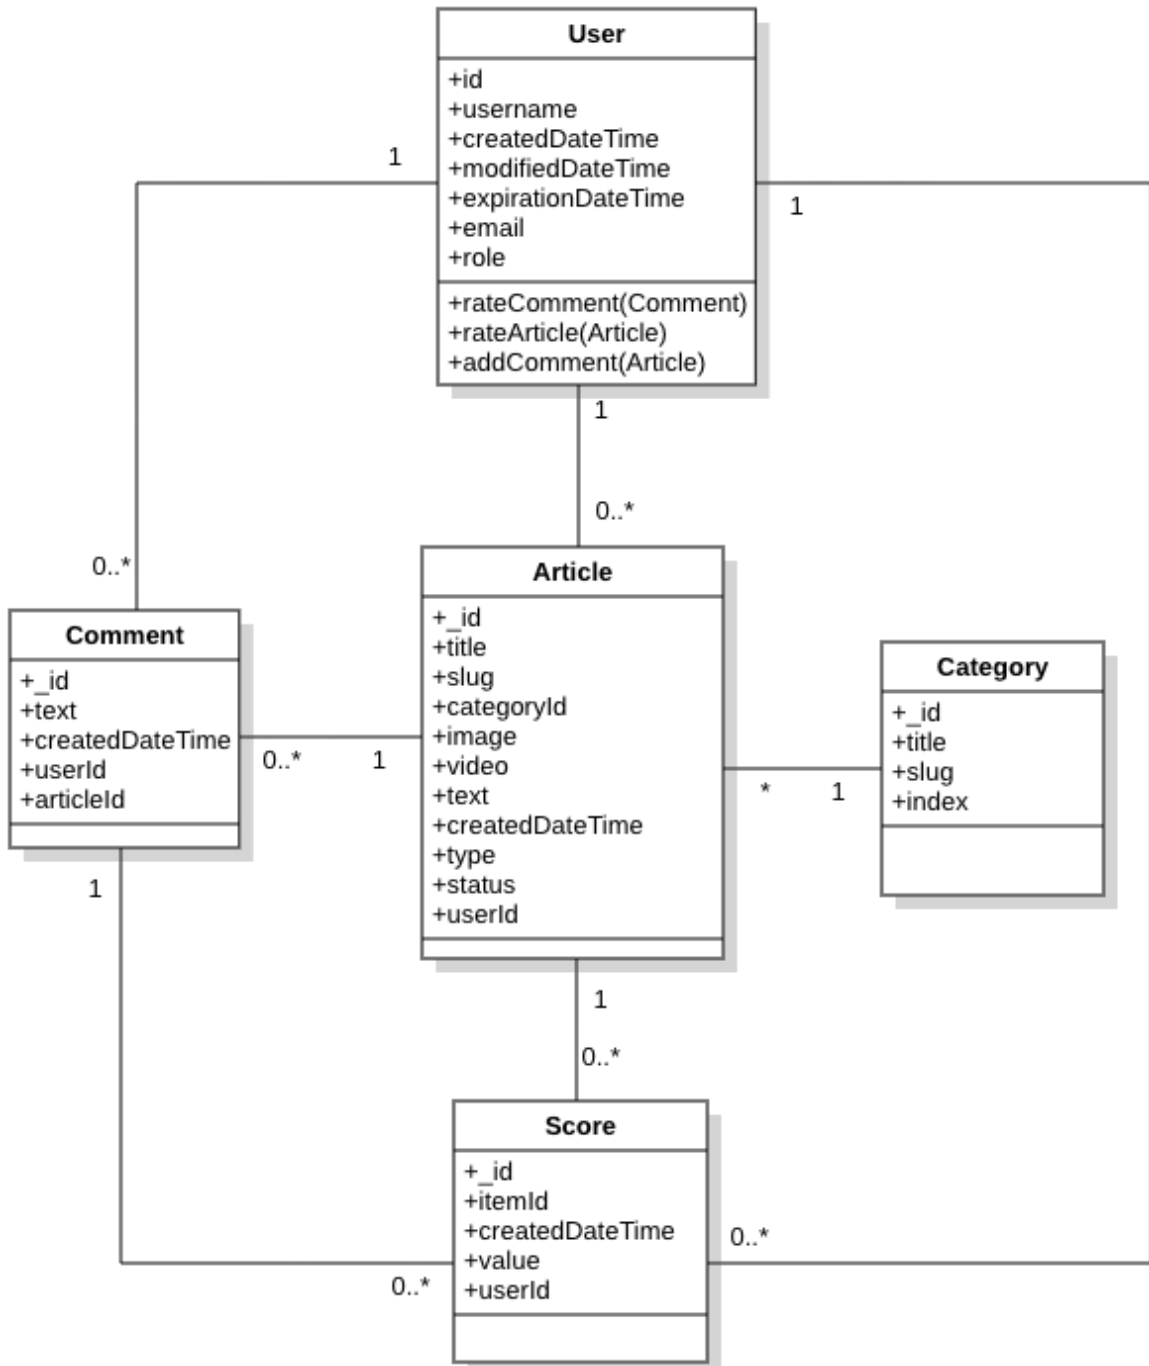 User
+id
+username
+createdDateTime
+modifiedDateTime
+expirationDateTime
+email
+role
+rateComment(Comment)
+rateArticle(Article)
+addComment(Article)
1
1
1
0..*
0..*
Article
+_id
+title
+slug
+categoryId
+image
+video
+text
+createdDateTime
+type
+status
+userId
Comment
+_id
+text
+createdDateTime
+userId
+articleId
0..*
1
Category
+_id
+title
+slug
+index
*
1
1
1
0..*
Score
+_id
+itemId
+createdDateTime
+value
+userId
0..*
0..*